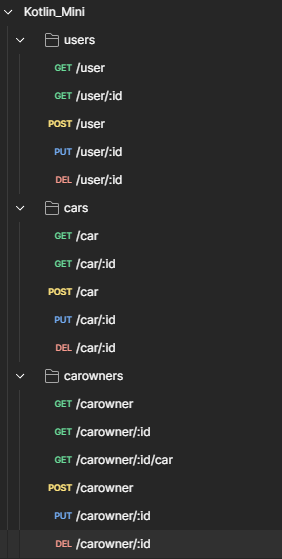 Kotlin_Mini
users
GET /user
GET /user/:id
POST /user
PUT /user/:id
DEL /user/:id
cars
GET /car
GET /car/:id
POST /car
PUT /car/:id
DEL /car/:id
carowners
GET /carowner
GET /carowner/:id
GET /carowner/:id/car
POST /carowner
PUT /carowner/:id
DEL /carowner/:id